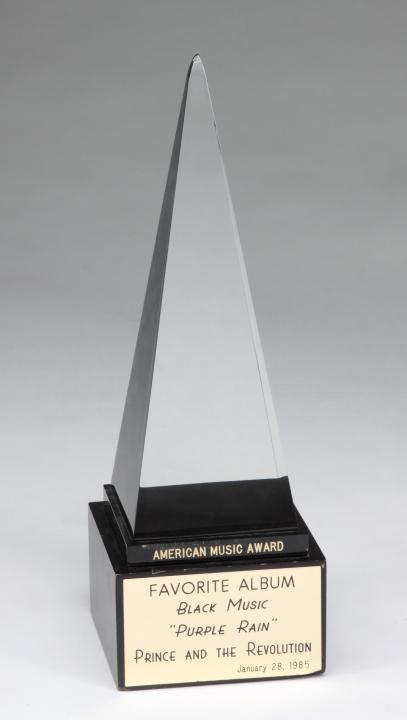 AMERICAN MUSIC AWARD
FAVORITE ALBUM
BLACK MUSIC
"PURPLE RAIN"
PRINCE AND THE REVOLUTION
January 28, 1985